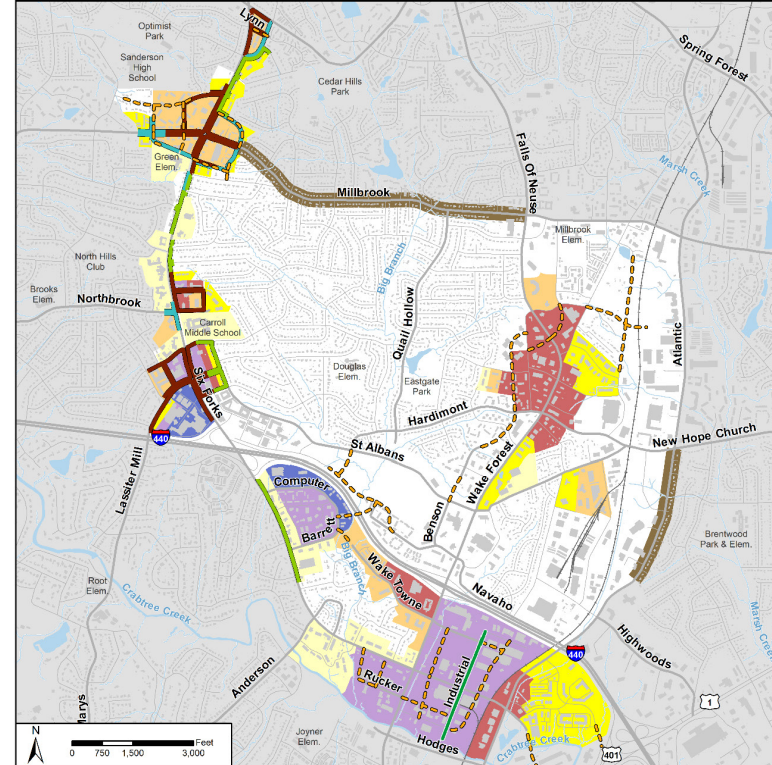 Lynn
Optimist
Park
Sanderson
High
School
Cedar Hills
Park
Spring Forest
Falls Of Neuse
Marsh Creek
Green
Elem.
Millbrook
Millbrook
Elem.
North Hills
Club
Big Branch
Brooks
Elem.
Northbrook
Carroll
Middle School
Quail Hollow
Atlantic
Douglas
Elem.
Eastgate
Park
Six Forks
Hardimont
New Hope Church
440
St Albans
Wake Forest
Lassiter Mill
Computer
Benson
Barrett
Brentwood
Park & Elem.
Big Branch
Wake Towne
Navaho
Root
Elem.
Crabtree Creek
Marsh Creek
Highwoods
440
Anderson
Rucker
Industrial
1
larys
Joyner
Elem.
Hodges
Crabtree Creek
401
N
Feet
0 750 1,500 3,000